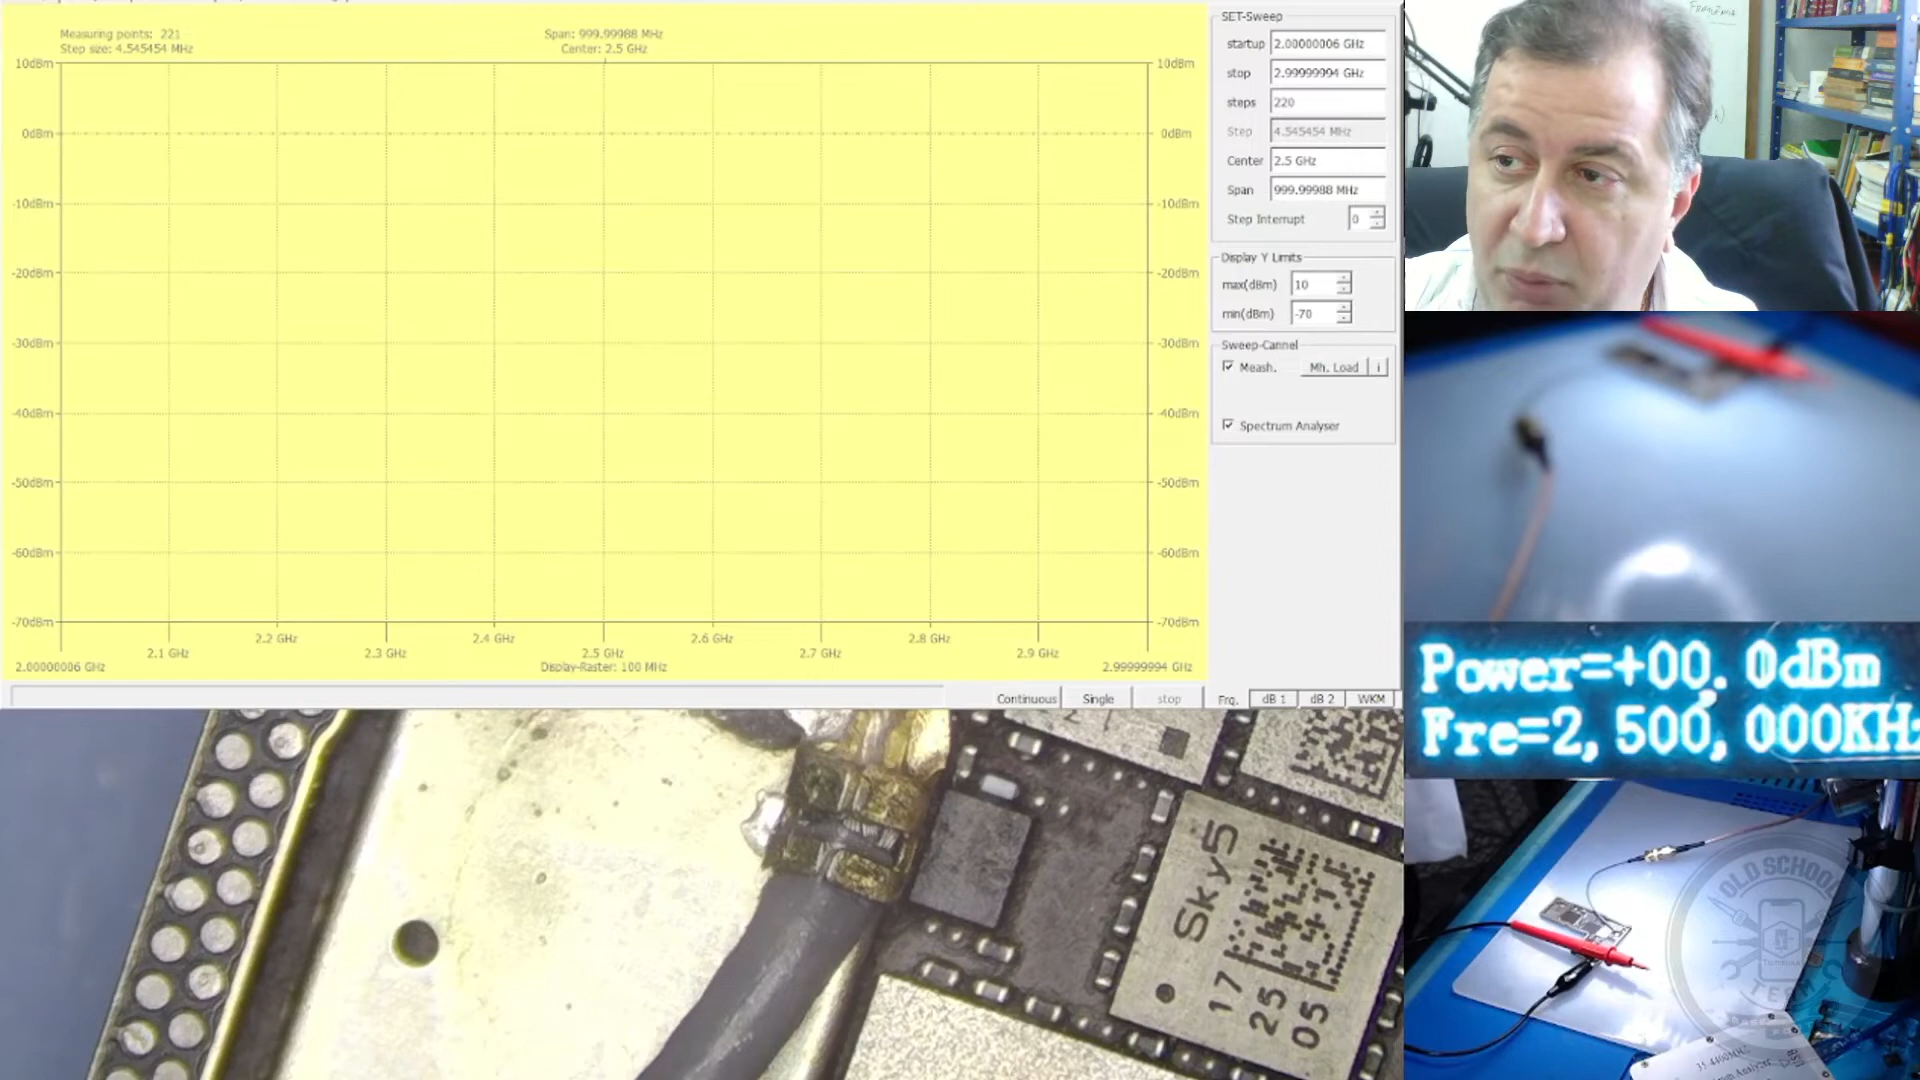 Measuring points: 221
Step size: 4.545454 MHz
Span: 999.99988 MHz
Center: 2.5 GHz
10dBm
0dBm
-10dBm
-20dBm
-30dBm
-40dBm
-50dBm
-60dBm
-70dBm
10dBm
0dBm
-10dBm
-20dBm
-30dBm
-40dBm
-50dBm
-60dBm
-70dBm
2.1 GHz
2.2 GHz
2.3 GHz
2.4 GHz
2.5 GHz
2.6 GHz
2.7 GHz
2.8 GHz
2.9 GHz
2.00000006 GHz
Display-Raster: 100 MHz
2.99999994 GHz
SET-Sweep
startup 2.00000006 GHz
stop 2.99999994 GHz
steps 220
Step 4.545454 MHz
Center 2.5 GHz
Span 999.99988 MHz
Step Interrupt 0
Display Y Limits
max(dBm) 10
min(dBm) -70
Sweep-Cannel
Meash. Mh. Load i
Spectrum Analyser
Continuous Single stop
Frq. dB 1 dB 2 WKM
Power=+00.0dBm
Fre=2,500,000KHz
Sky5
17
25
05
OLD SCHOOL
TEAM
35-4400MHz